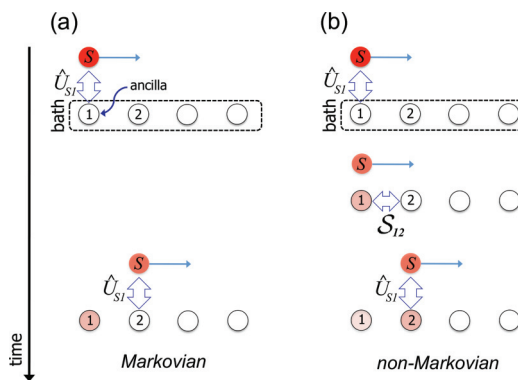 (a)
S
Û_S1
ancilla
bath
1
2
S
Û_S1
1
2
Markovian
time
(b)
S
Û_S1
bath
1
2
S
1
2
S_12
S
Û_S1
1
2
non-Markovian